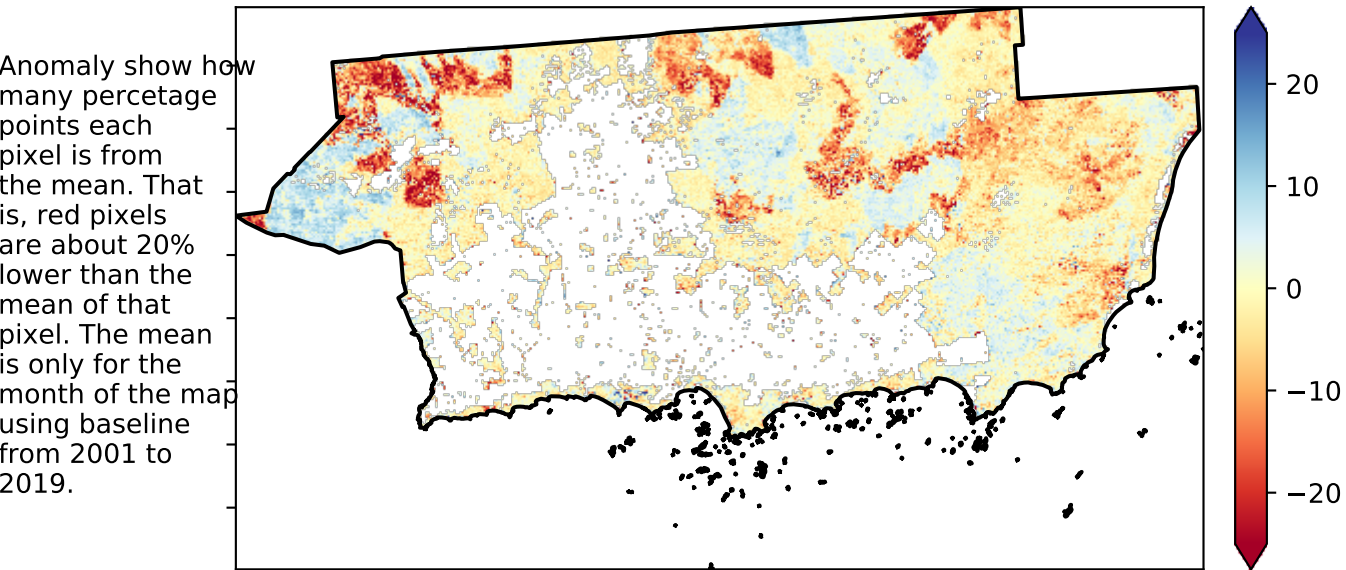 Anomaly show how
many percetage
points each
pixel is from
the mean. That
is, red pixels
are about 20%
lower than the
mean of that
pixel. The mean
is only for the
month of the map
using baseline
from 2001 to
2019.
20
10
0
−10
−20